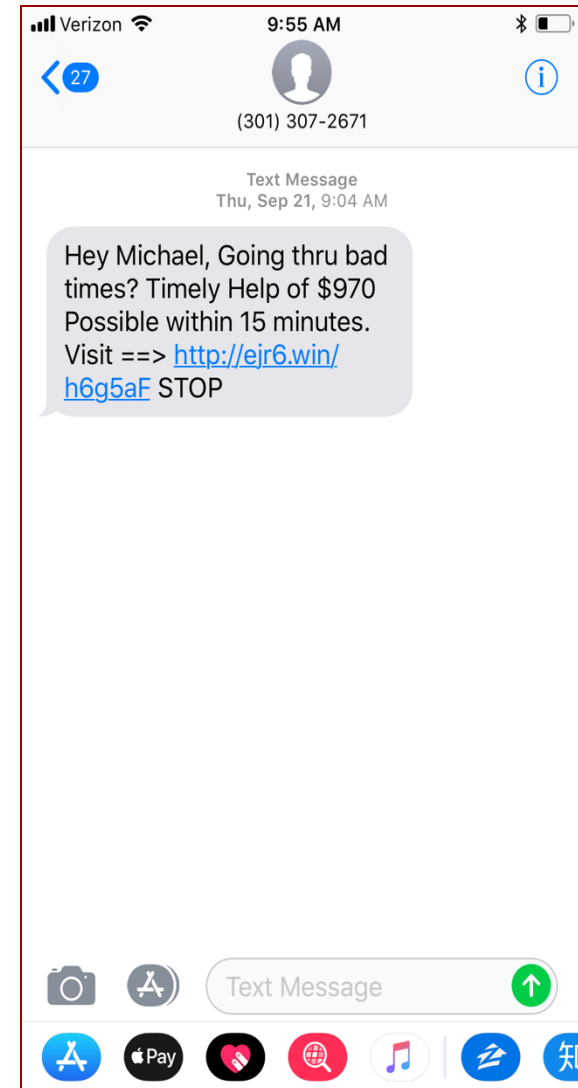 Verizon 9:55 AM
27
i
(301) 307-2671
Text Message
Thu, Sep 21, 9:04 AM
Hey Michael, Going thru bad
times? Timely Help of $970
Possible within 15 minutes.
Visit ==> http://ejr6.win/
h6g5aF STOP
Text Message
Pay
知